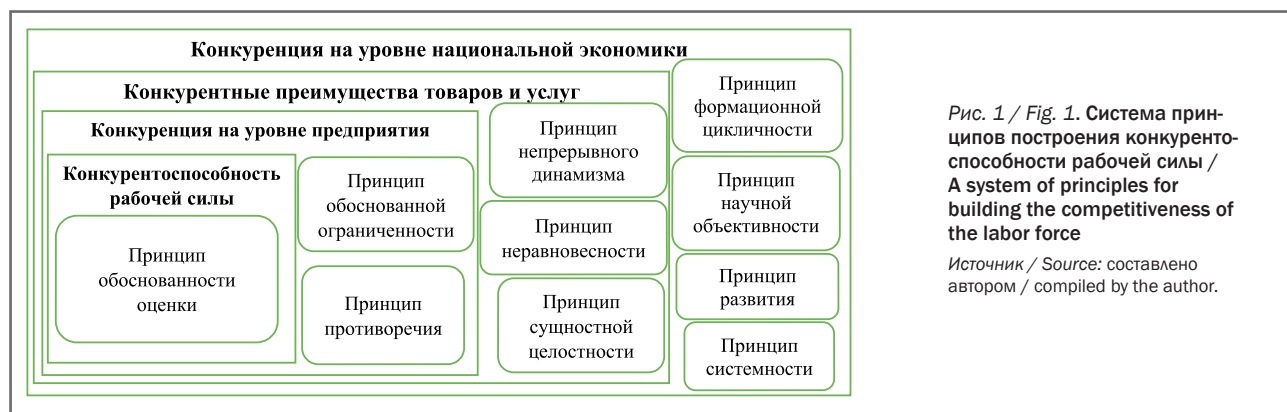 Конкуренция на уровне национальной экономики
Конкурентные преимущества товаров и услуг
Конкуренция на уровне предприятия
Конкурентоспособность
рабочей силы
Принцип
обоснованности
оценки
Принцип
обоснованной
ограниченности
Принцип
противоречия
Принцип
непрерывного
динамизма
Принцип
неравновесности
Принцип
сущностной
целостности
Принцип
формационной
цикличности
Принцип
научной
объективности
Принцип
развития
Принцип
системности
Рис. 1 / Fig. 1. Система прин-
ципов построения конкуренто-
способности рабочей силы /
A system of principles for
building the competitiveness of
the labor force
Источник / Source: составлено
автором / compiled by the author.